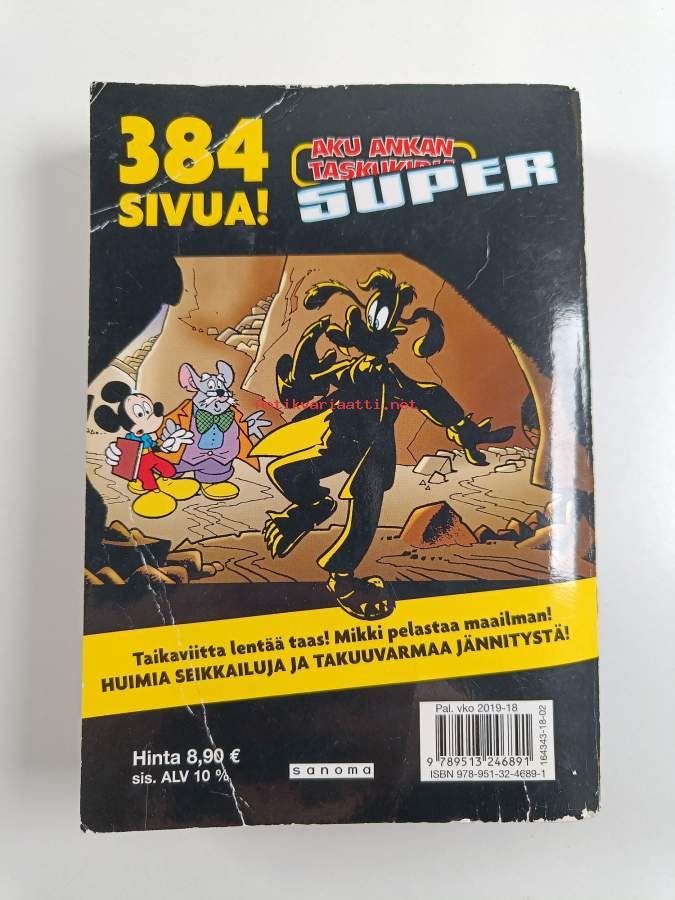 384
SIVUA!
AKU ANKAN
TASKUKIRJA
SUPER
antikvariaatti.net
Taikaviitta lentää taas! Mikki pelastaa maailman!
HUIMIA SEIKKAILUJA JA TAKUUVARMAA JÄNNITYSTÄ!
Hinta 8,90 €
sis. ALV 10 %
sanoma
Pal. vko 2019-18
9 789513 246891
ISBN 978-951-32-4689-1
164343-18-02